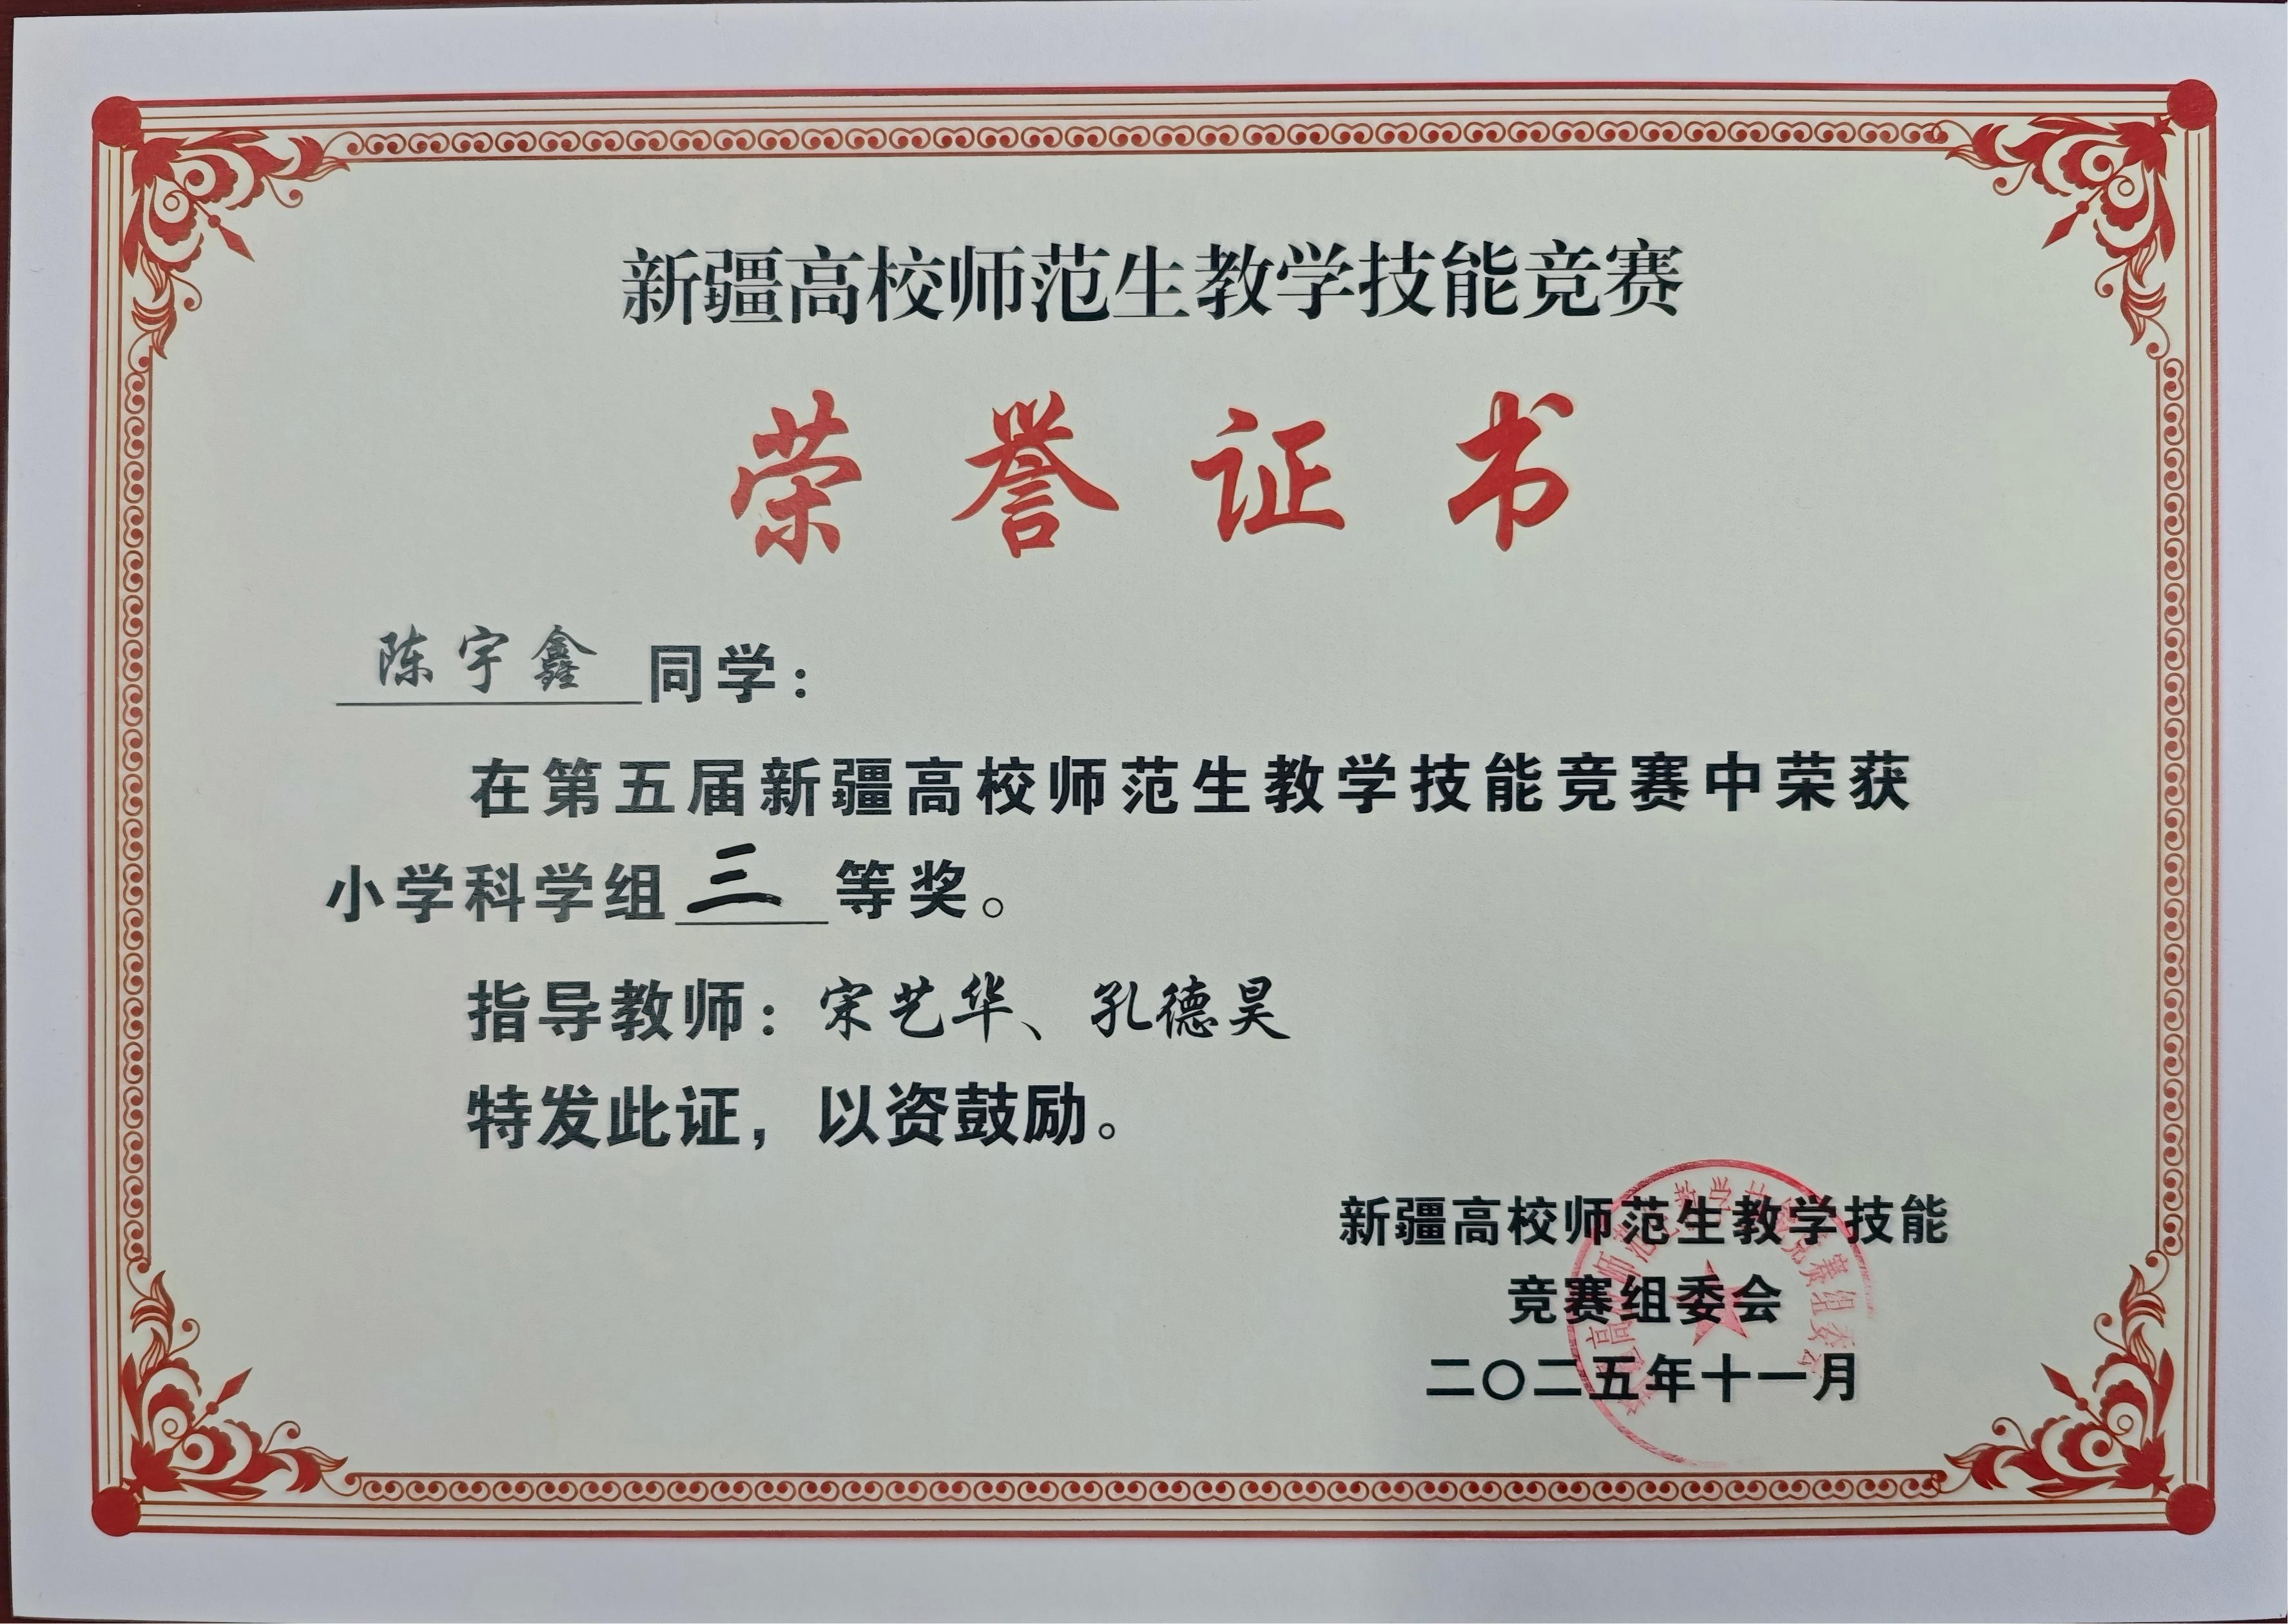 新疆高校师范生教学技能竞赛
荣誉证书
陈宇鑫同学：
在第五届新疆高校师范生教学技能竞赛中荣获
小学科学组三等奖。
指导教师：宋艺华、孔德昊
特发此证，以资鼓励。
新疆高校师范生教学技能
竞赛组委会
二〇二五年十一月